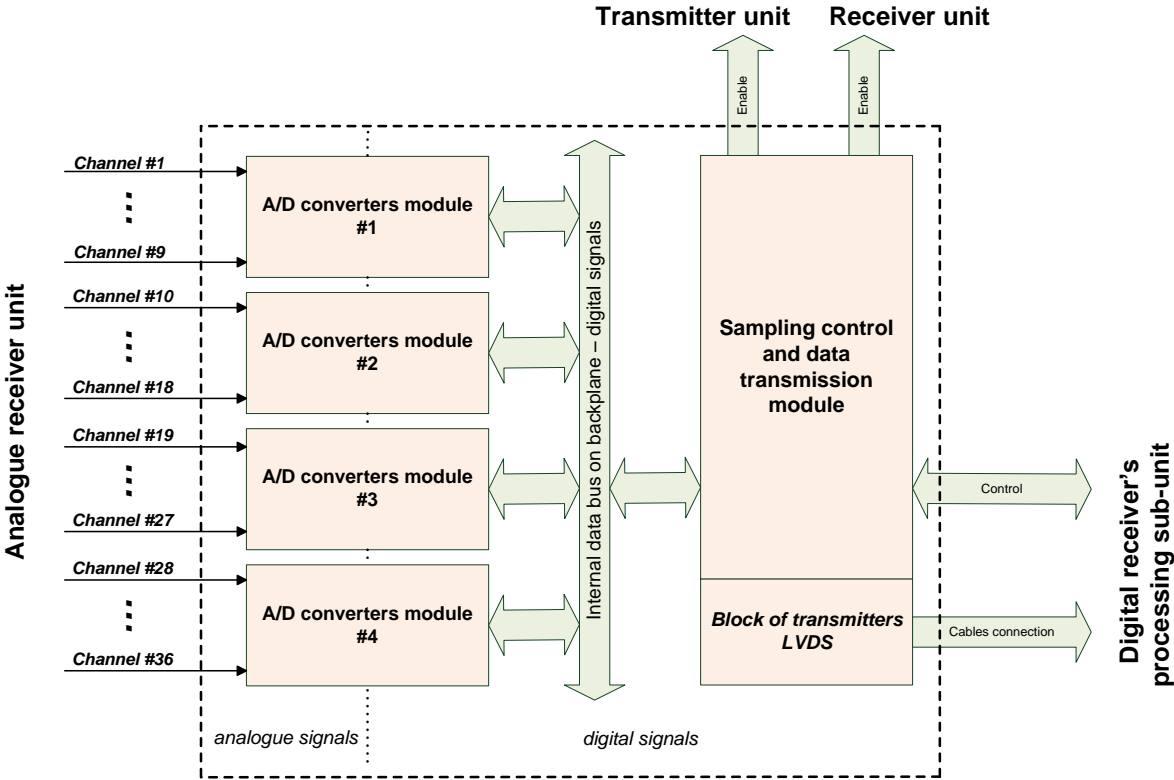 Transmitter unit
Receiver unit
Enable
Enable
Analogue receiver unit
Channel #1
Channel #9
Channel #10
Channel #18
Channel #19
Channel #27
Channel #28
Channel #36
A/D converters module
#1
A/D converters module
#2
A/D converters module
#3
A/D converters module
#4
Internal data bus on backplane – digital signals
Sampling control
and data
transmission
module
Block of transmitters
LVDS
Control
Cables connection
Digital receiver's
processing sub-unit
analogue signals
digital signals